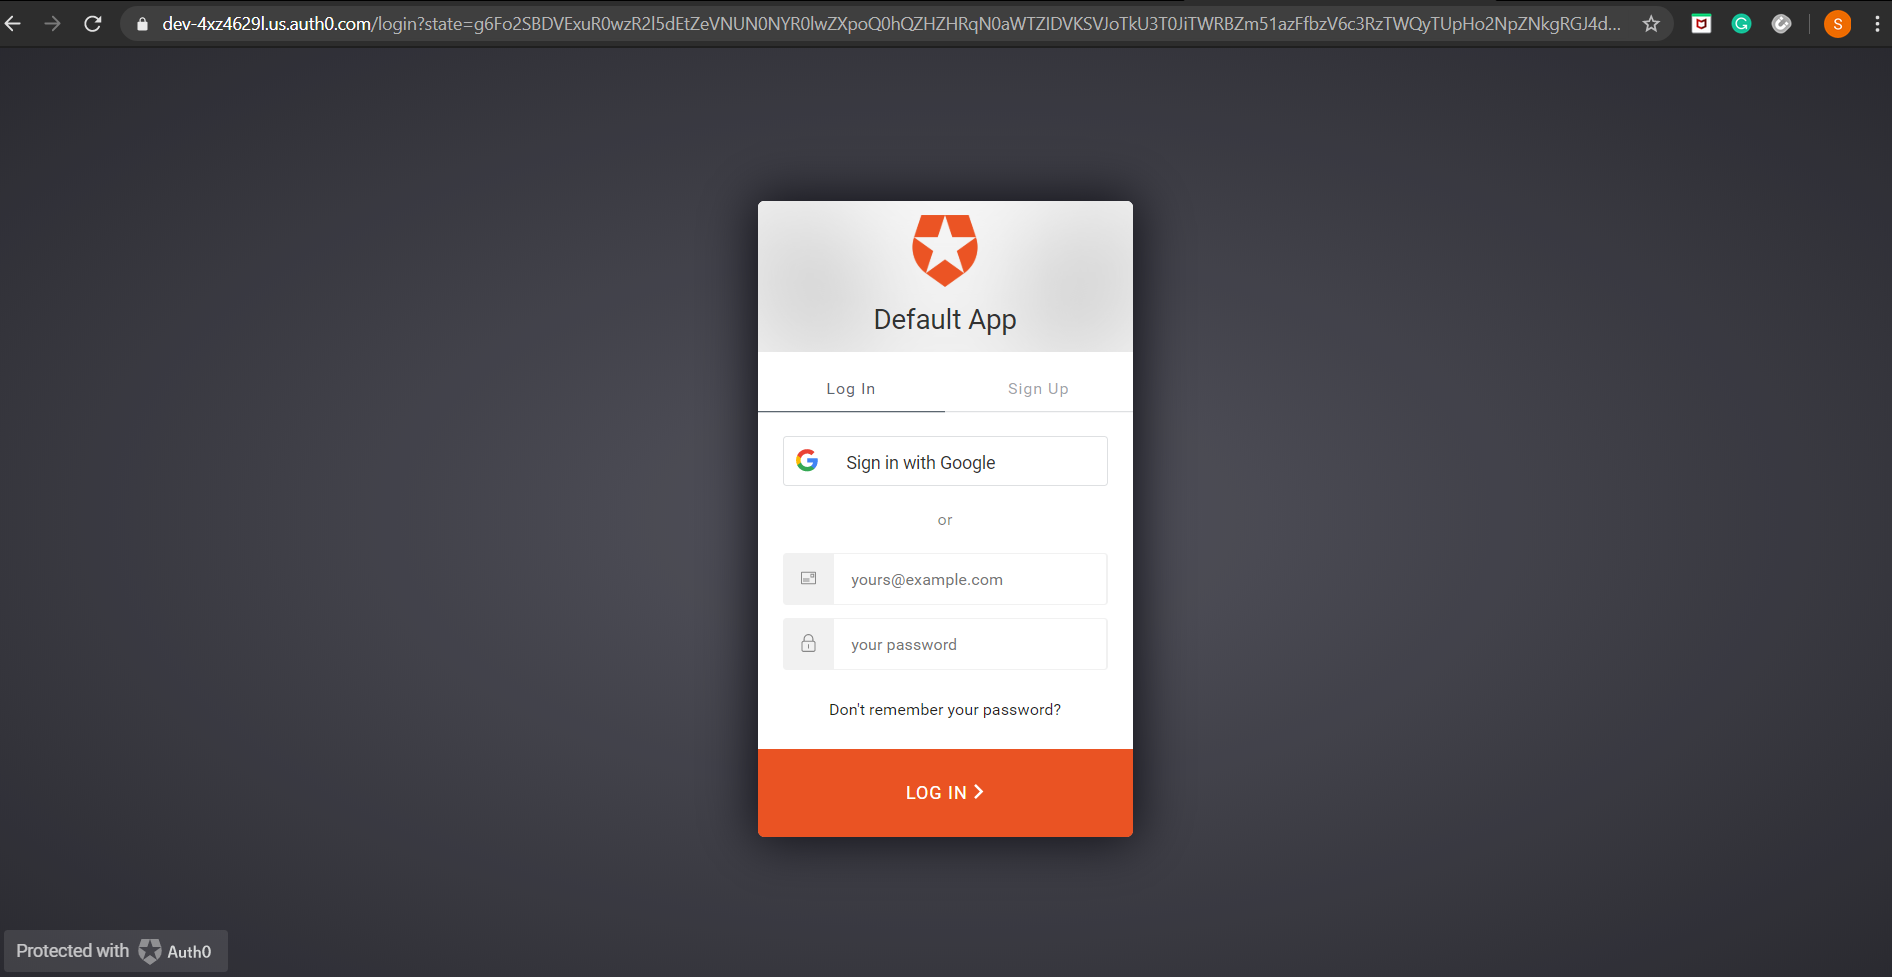 dev-4xz4629l.us.auth0.com/login?state=g6Fo2SBDVExuR0wzR2l5dEtZeVNUN0NYR0lwZXpoQ0hQZHZHRqN0aWTZIDVKSVJoTkU3T0JiTWRBZm51azFfbzV6c3RzTWQyTUpHo2NpZNkgRGJ4d...
S
Default App
Log In
Sign Up
Sign in with Google
or
yours@example.com
your password
Don't remember your password?
LOG IN
Protected with Auth0